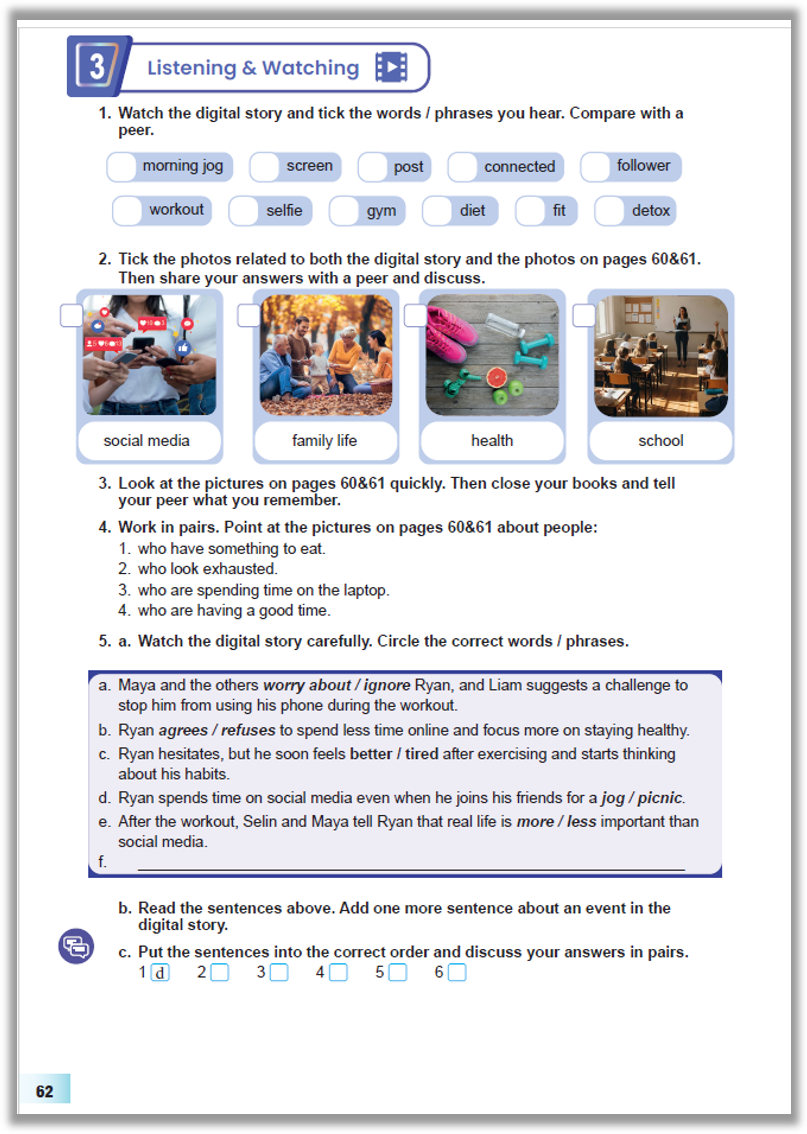 3 Listening & Watching
1. Watch the digital story and tick the words / phrases you hear. Compare with a
peer.
morning jog screen post connected follower
workout selfie gym diet fit detox
2. Tick the photos related to both the digital story and the photos on pages 60&61.
Then share your answers with a peer and discuss.
social media family life health school
3. Look at the pictures on pages 60&61 quickly. Then close your books and tell
your peer what you remember.
4. Work in pairs. Point at the pictures on pages 60&61 about people:
1. who have something to eat.
2. who look exhausted.
3. who are spending time on the laptop.
4. who are having a good time.
5. a. Watch the digital story carefully. Circle the correct words / phrases.
a. Maya and the others worry about / ignore Ryan, and Liam suggests a challenge to
stop him from using his phone during the workout.
b. Ryan agrees / refuses to spend less time online and focus more on staying healthy.
c. Ryan hesitates, but he soon feels better / tired after exercising and starts thinking
about his habits.
d. Ryan spends time on social media even when he joins his friends for a jog / picnic.
e. After the workout, Selin and Maya tell Ryan that real life is more / less important than
social media.
f.
b. Read the sentences above. Add one more sentence about an event in the
digital story.
c. Put the sentences into the correct order and discuss your answers in pairs.
1 d 2 3 4 5 6
62